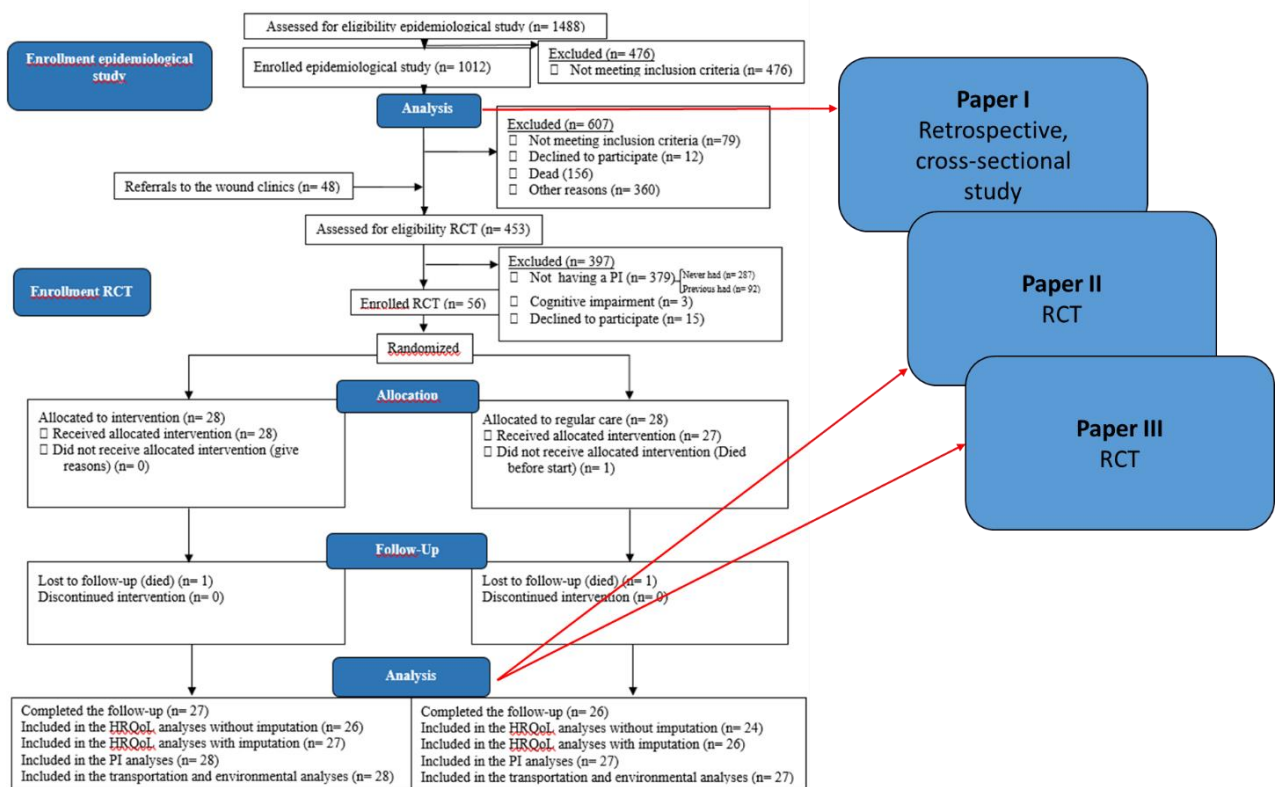 Assessed for eligibility epidemiological study (n= 1488)
Enrollment epidemiological
study
Excluded (n= 476)
▯ Not meeting inclusion criteria (n= 476)
Enrolled epidemiological study (n= 1012)
Analysis
Excluded (n= 607)
▯ Not meeting inclusion criteria (n=79)
▯ Declined to participate (n= 12)
▯ Dead (156)
▯ Other reasons (n= 360)
Referrals to the wound clinics (n= 48)
Assessed for eligibility RCT (n= 453)
Excluded (n= 397)
▯ Not having a PI (n= 379)
Never had (n= 287)
Previous had (n= 92)
▯ Cognitive impairment (n= 3)
▯ Declined to participate (n= 15)
Enrollment RCT
Enrolled RCT (n= 56)
Randomized
Allocation
Allocated to intervention (n= 28)
▯ Received allocated intervention (n= 28)
▯ Did not receive allocated intervention (give
reasons) (n= 0)
Allocated to regular care (n= 28)
▯ Received allocated intervention (n= 27)
▯ Did not receive allocated intervention (Died
before start) (n= 1)
Follow-Up
Lost to follow-up (died) (n= 1)
Discontinued intervention (n= 0)
Lost to follow-up (died) (n= 1)
Discontinued intervention (n= 0)
Analysis
Completed the follow-up (n= 27)
Included in the HRQoL analyses without imputation (n= 26)
Included in the HRQoL analyses with imputation (n= 27)
Included in the PI analyses (n= 28)
Included in the transportation and environmental analyses (n= 28)
Completed the follow-up (n= 26)
Included in the HRQoL analyses without imputation (n= 24)
Included in the HRQoL analyses with imputation (n= 26)
Included in the PI analyses (n= 27)
Included in the transportation and environmental analyses (n= 27)
Paper I
Retrospective,
cross-sectional
study
Paper II
RCT
Paper III
RCT